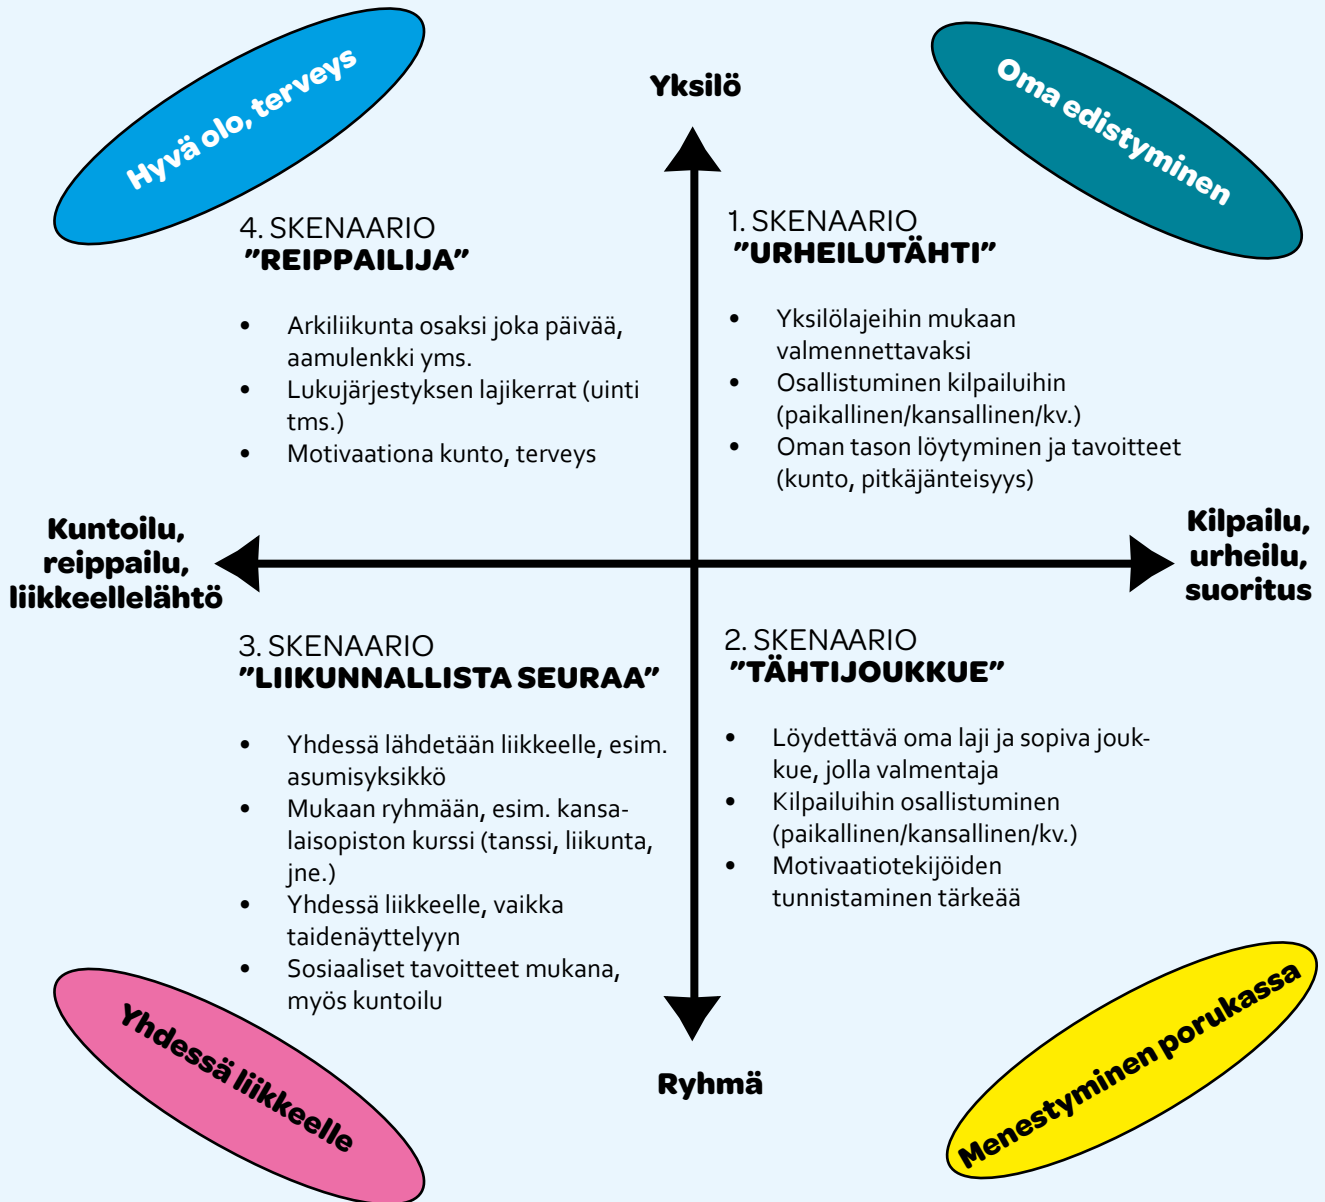 Hyvä olo, terveys
Yksilö
Oma edistyminen
4. SKENAARIO
”REIPPAILIJA”
• Arkiliikunta osaksi joka päivää,
aamulenkki yms.
• Lukujärjestyksen lajikerrat (uinti
tms.)
• Motivaationa kunto, terveys
1. SKENAARIO
”URHEILUTÄHTI”
• Yksilölajeihin mukaan
valmennettavaksi
• Osallistuminen kilpailuihin
(paikallinen/kansallinen/kv.)
• Oman tason löytyminen ja tavoitteet
(kunto, pitkäjänteisyys)
Kuntoilu,
reippailu,
liikkeellelähtö
Kilpailu,
urheilu,
suoritus
3. SKENAARIO
”LIIKUNNALLISTA SEURAA”
• Yhdessä lähdetään liikkeelle, esim.
asumisyksikkö
• Mukaan ryhmään, esim. kansa-
laisopiston kurssi (tanssi, liikunta,
jne.)
• Yhdessä liikkeelle, vaikka
taidenäyttelyyn
• Sosiaaliset tavoitteet mukana,
myös kuntoilu
2. SKENAARIO
”TÄHTIJOUKKUE”
• Löydettävä oma laji ja sopiva jouk-
kue, jolla valmentaja
• Kilpailuihin osallistuminen
(paikallinen/kansallinen/kv.)
• Motivaatiotekijöiden
tunnistaminen tärkeää
Yhdessä liikkeelle
Ryhmä
Menestyminen porukassa